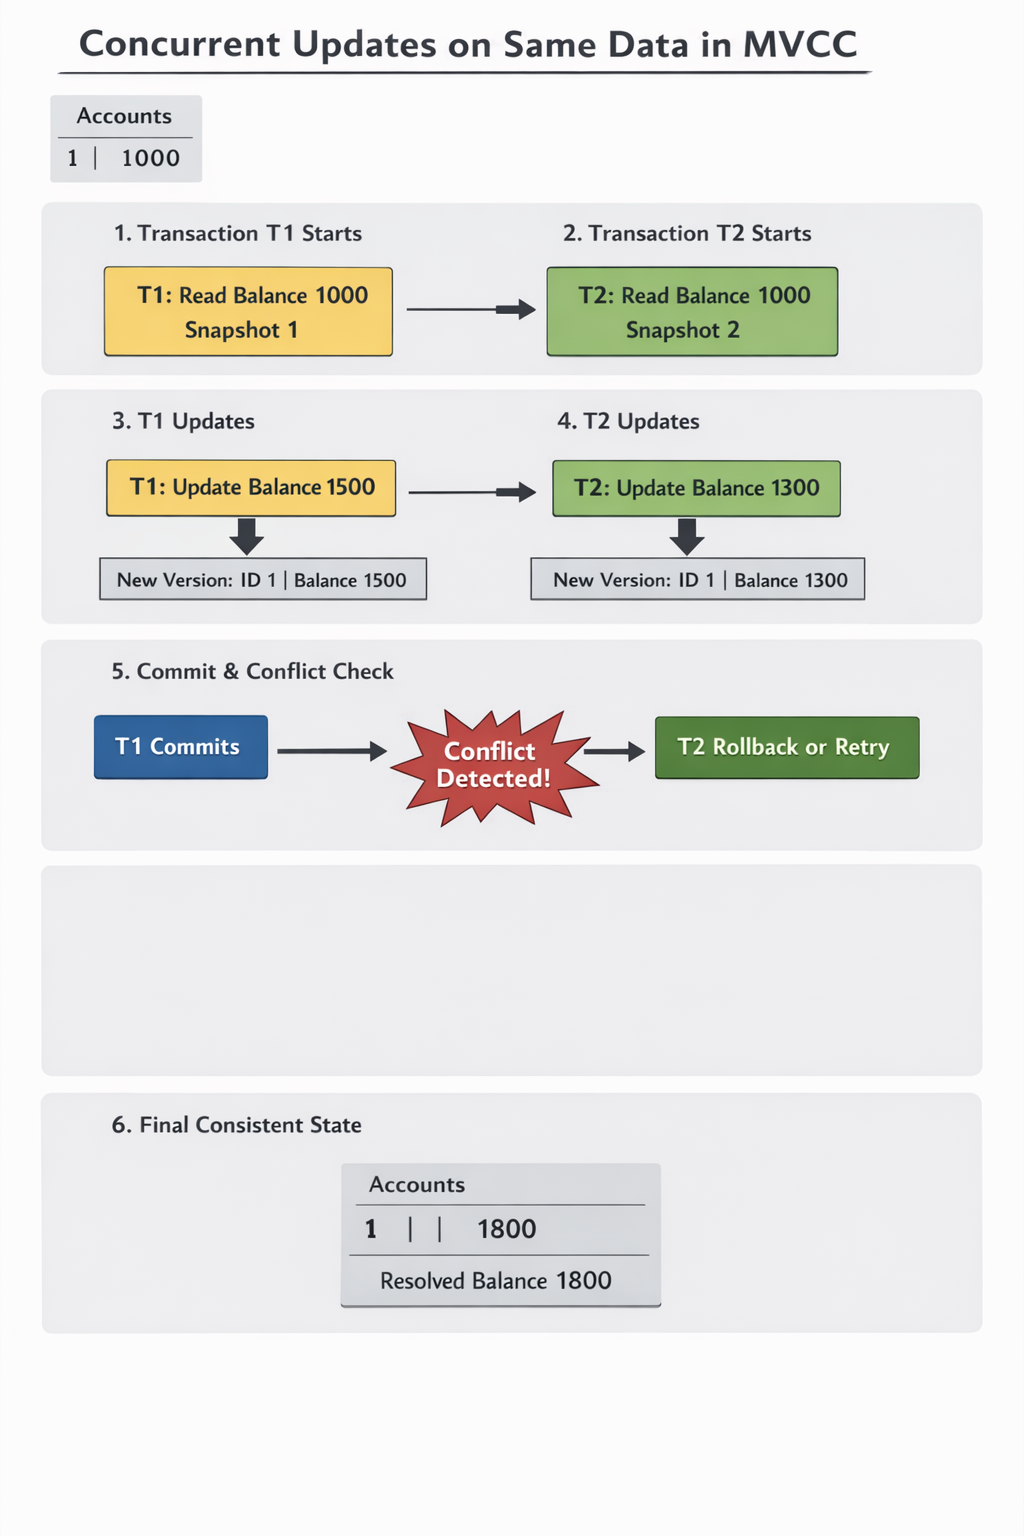 Concurrent Updates on Same Data in MVCC
Accounts
1 | 1000
1. Transaction T1 Starts
2. Transaction T2 Starts
T1: Read Balance 1000
Snapshot 1
T2: Read Balance 1000
Snapshot 2
3. T1 Updates
4. T2 Updates
T1: Update Balance 1500
T2: Update Balance 1300
New Version: ID 1 | Balance 1500
New Version: ID 1 | Balance 1300
5. Commit & Conflict Check
T1 Commits
Conflict
Detected!
T2 Rollback or Retry
6. Final Consistent State
Accounts
1 | | 1800
Resolved Balance 1800